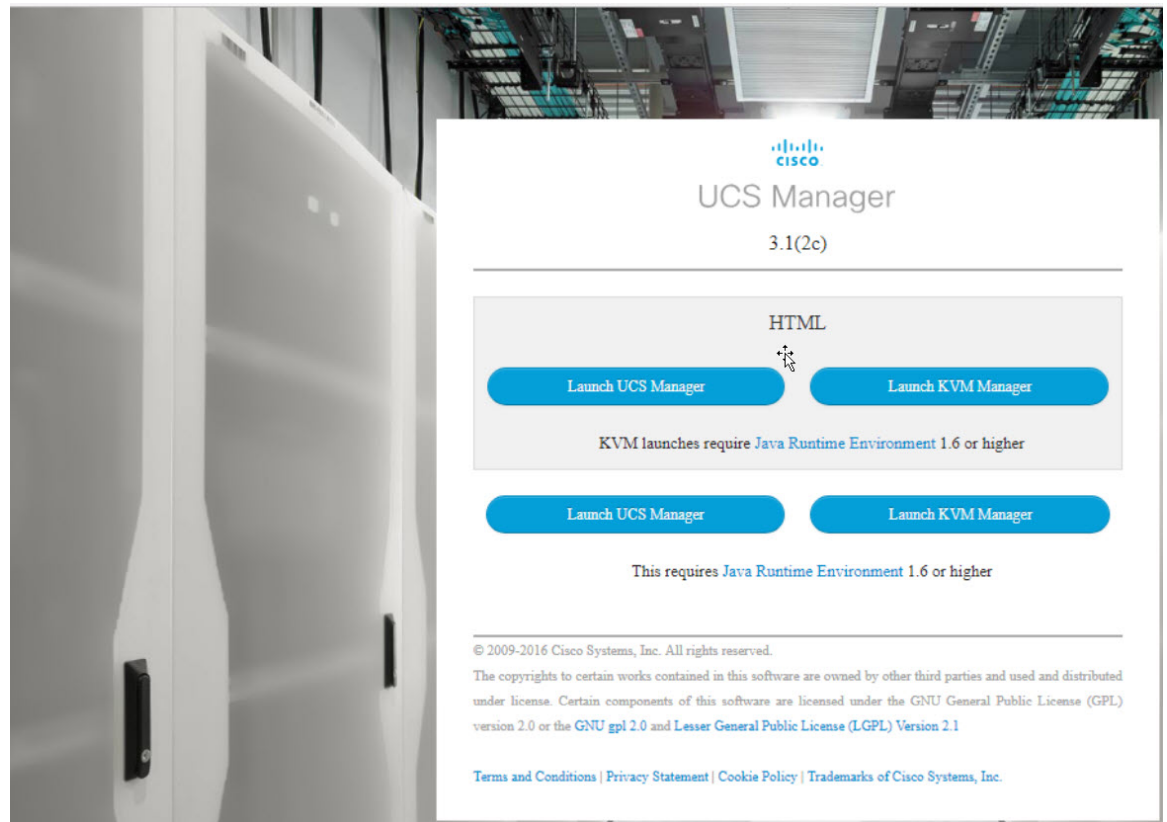 CISCO
UCS Manager
3.1(2c)
HTML
Launch UCS Manager
Launch KVM Manager
KVM launches require Java Runtime Environment 1.6 or higher
Launch UCS Manager
Launch KVM Manager
This requires Java Runtime Environment 1.6 or higher
© 2009-2016 Cisco Systems, Inc. All rights reserved.
The copyrights to certain works contained in this software are owned by other third parties and used and distributed
under license. Certain components of this software are licensed under the GNU General Public License (GPL)
version 2.0 or the GNU gpl 2.0 and Lesser General Public License (LGPL) Version 2.1
Terms and Conditions | Privacy Statement | Cookie Policy | Trademarks of Cisco Systems, Inc.